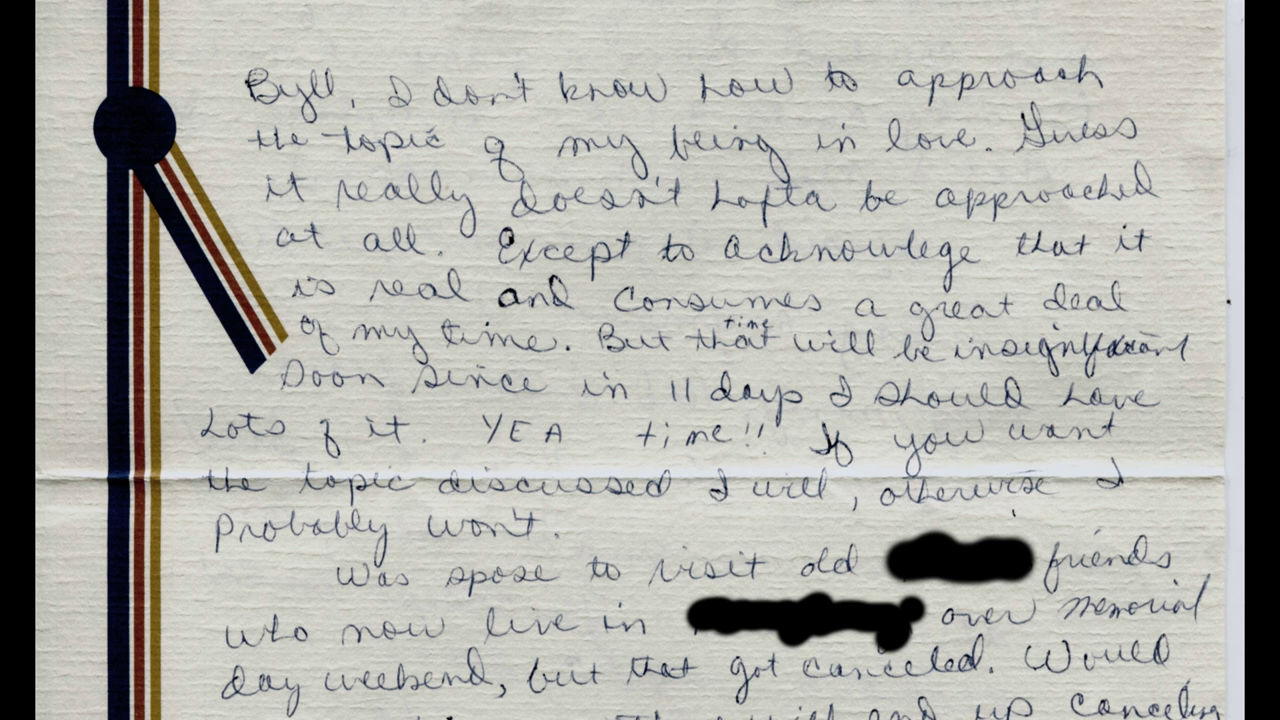 Byll, I don't know how to approach
the topic of my being in love. Guess
it really doesn't hafta be approached
at all. Except to acknowlege that it
is real and consumes a great deal
of my time. But that time will be insignificant
soon since in 11 days I should have
lots of it. YEA time!! If you want
the topic discussed I will, otherwise I
probably won't.
Was spose to visit old friends
who now live in over memorial
day weekend, but that got canceled. Would
end up canceling